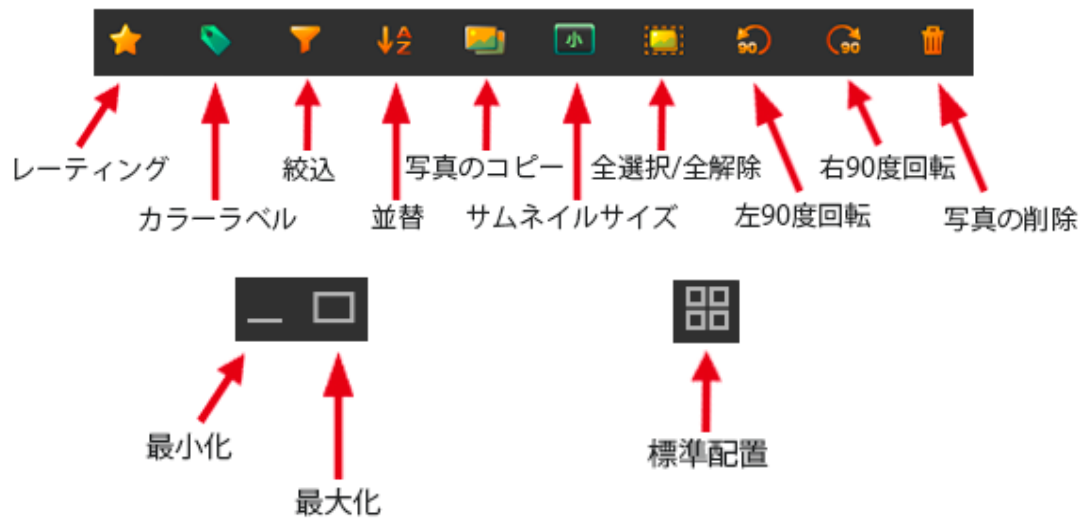 小
90
90
レーティング
絞込
写真のコピー
全選択/全解除
右90度回転
カラーラベル
並替
サムネイルサイズ
左90度回転
写真の削除
最小化
標準配置
最大化